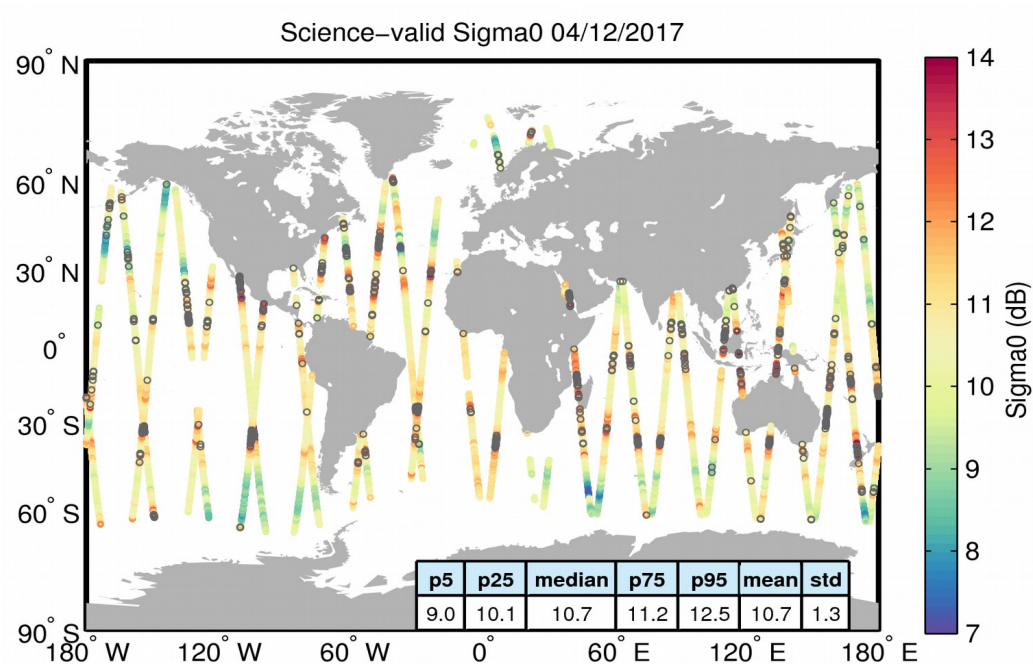 Science−valid Sigma0 04/12/2017
90° N
60° N
30° N
0°
30° S
60° S
90° S
180° W
120° W
60° W
0°
60° E
120° E
180° E
14
13
12
11
10
9
8
7
Sigma0 (dB)
p5 p25 median p75 p95 mean std
9.0 10.1 10.7 11.2 12.5 10.7 1.3